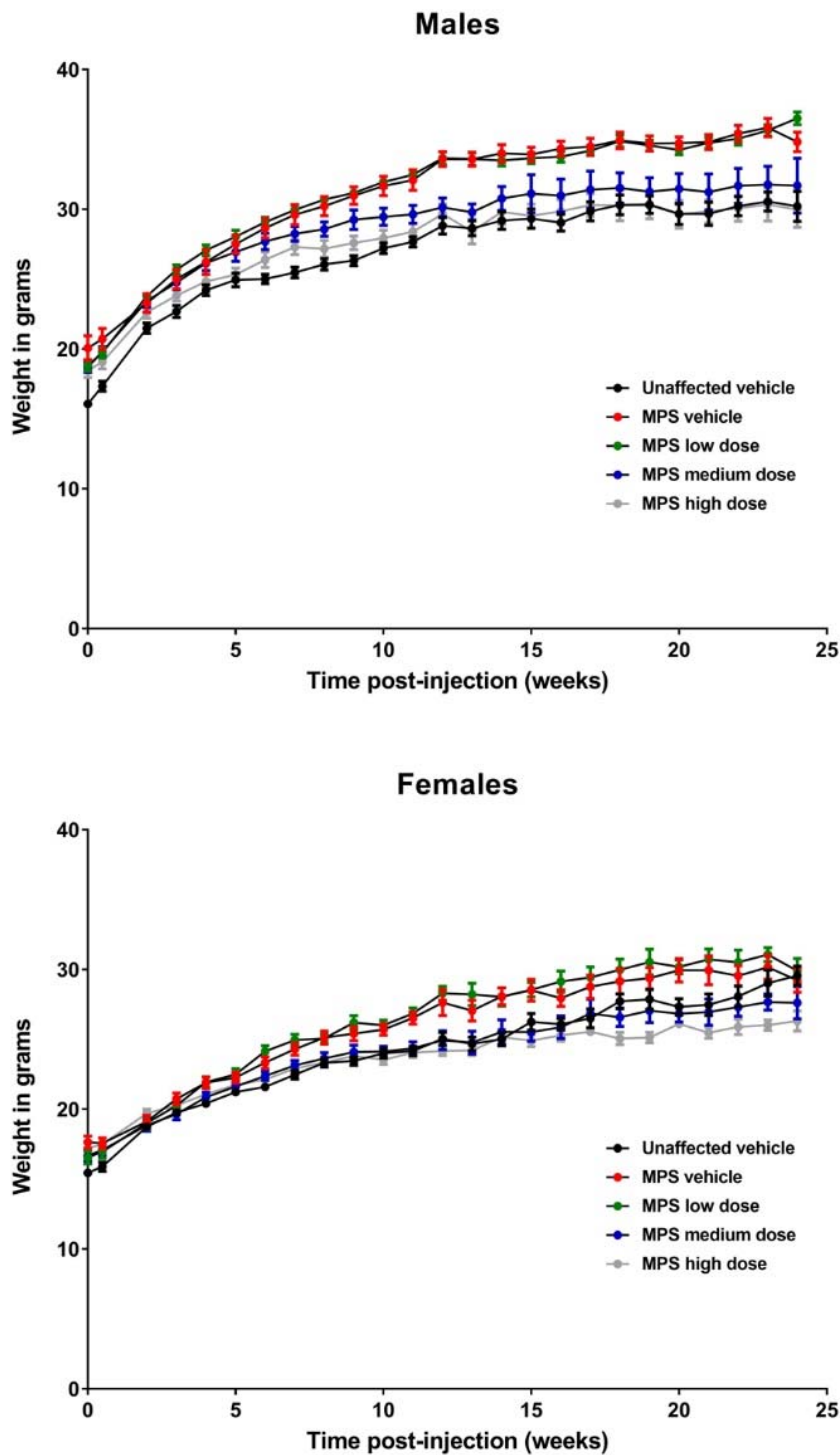 Males
40
30
20
10
0
Weight in grams
Unaffected vehicle
MPS vehicle
MPS low dose
MPS medium dose
MPS high dose
0 5 10 15 20 25
Time post-injection (weeks)
Females
40
30
20
10
0
Weight in grams
Unaffected vehicle
MPS vehicle
MPS low dose
MPS medium dose
MPS high dose
0 5 10 15 20 25
Time post-injection (weeks)